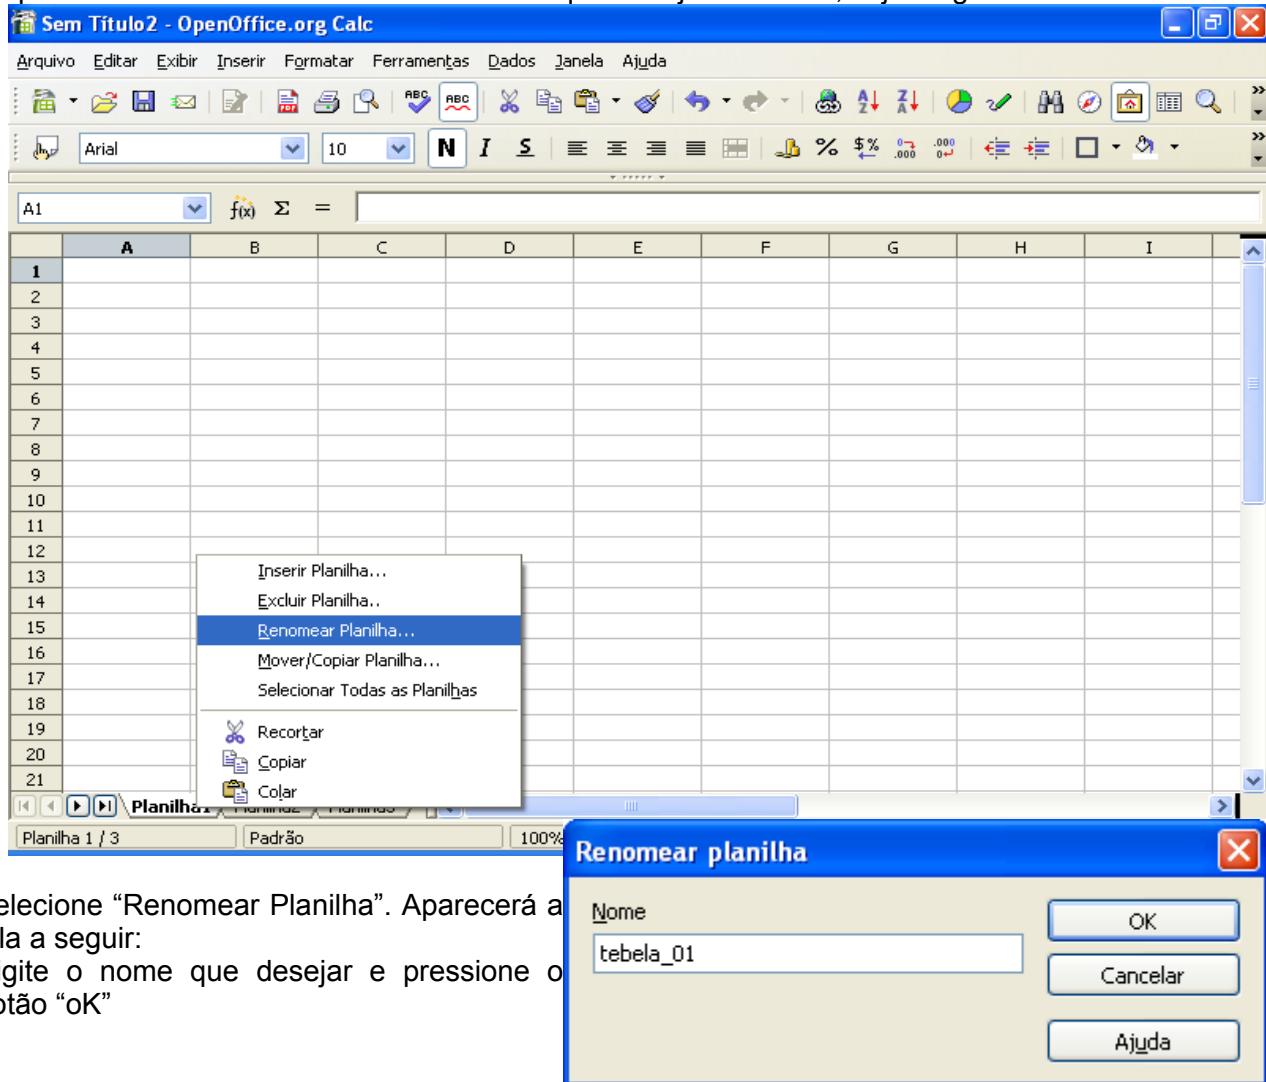 Sem Título2 - OpenOffice.org Calc
Arquivo Editar Exibir Inserir Formatar Ferramentas Dados Janela Ajuda
Arial 10 N I S
A1 f(x) Σ =
A B C D E F G H I
1
2
3
4
5
6
7
8
9
10
11
12
13
14
15
16
17
18
19
20
21
Inserir Planilha...
Excluir Planilha..
Renomear Planilha...
Mover/Copiar Planilha...
Selecionar Todas as Planilhas
Recortar
Copiar
Colar
Planilha1 Planilha2 Planilha3
Planilha 1 / 3 Padrão 100%
Renomear planilha
Nome
tebela_01
OK
Cancelar
Ajuda
elecione “Renomear Planilha”. Aparecerá a
la a seguir:
igite o nome que desejar e pressione o
otão “oK”